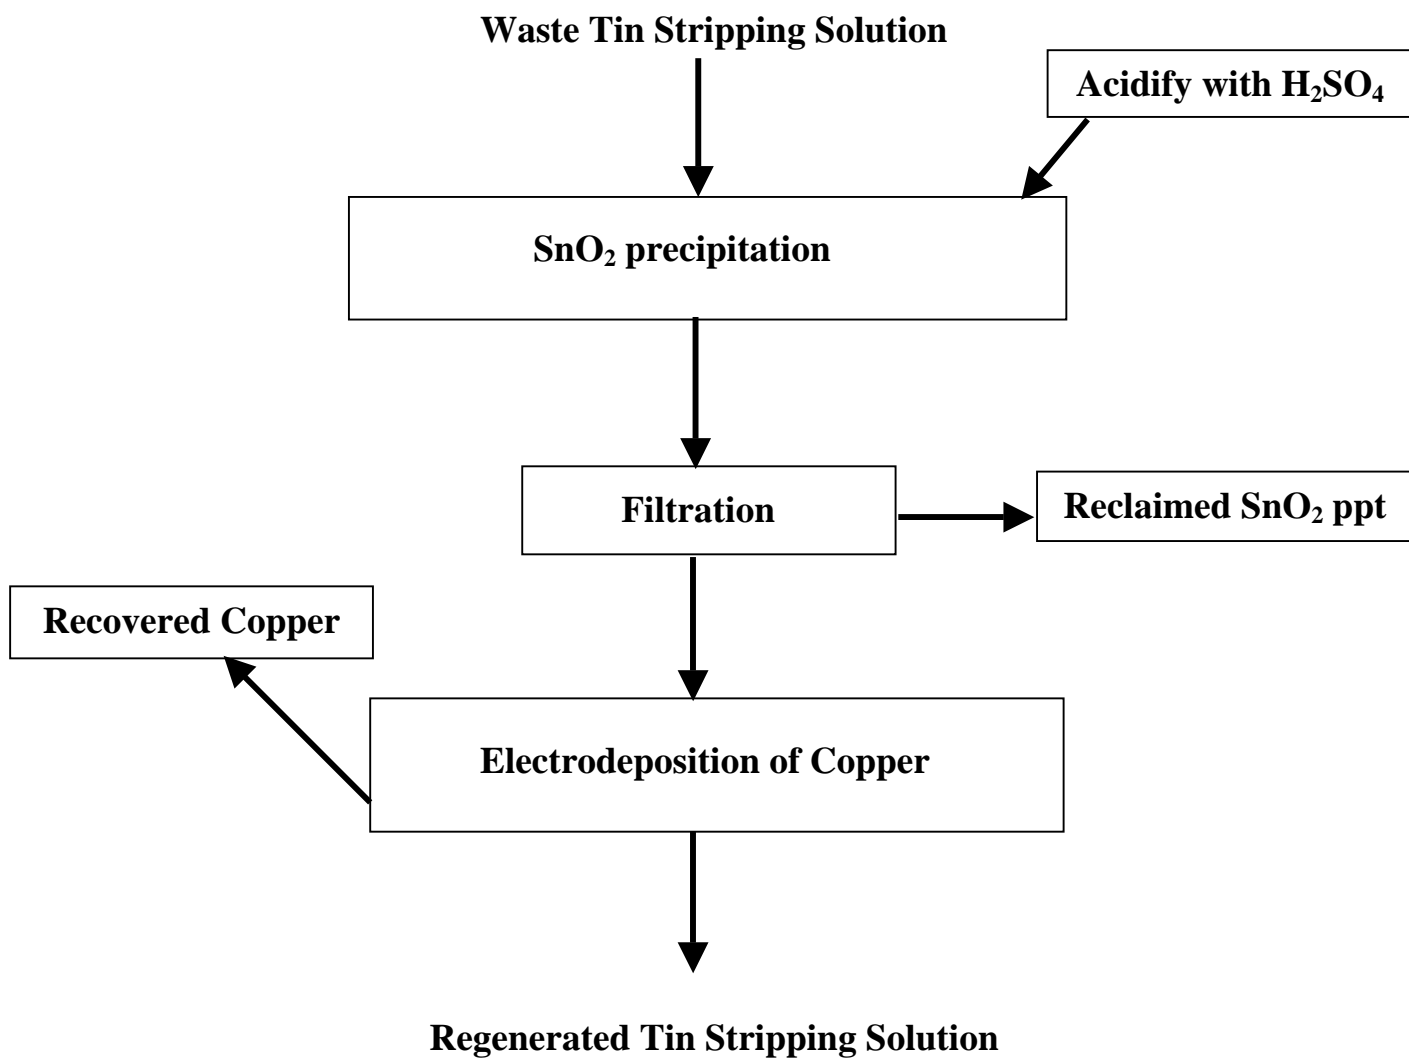 Waste Tin Stripping Solution
Acidify with H₂SO₄
SnO₂ precipitation
Filtration
Reclaimed SnO₂ ppt
Recovered Copper
Electrodeposition of Copper
Regenerated Tin Stripping Solution